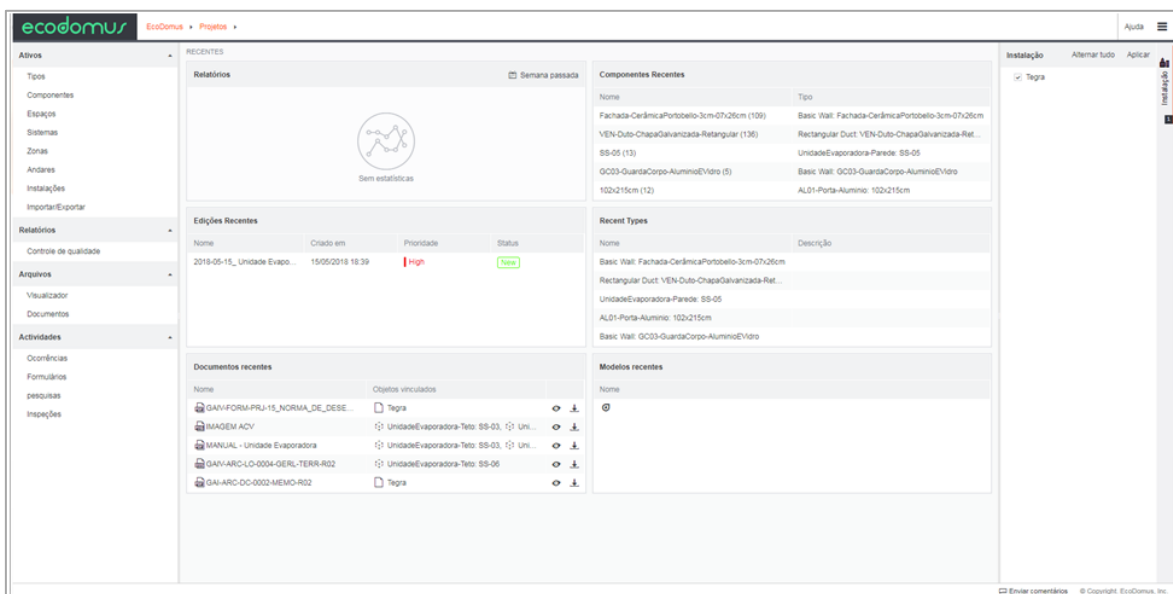 ecodomus EcoDomus Projetos Ajuda
Ativos
Tipos
Componentes
Espaços
Sistemas
Zonas
Andares
Instalações
Importar/Exportar
Relatórios
Controle de qualidade
Arquivos
Visualizador
Documentos
Actividades
Ocorrências
Formulários
pesquisas
Inspeções
RECENTES
Relatórios Semana passada
Sem estatísticas
Componentes Recentes
Nome Tipo
Fachada-CerâmicaPortobello-3cm-07x26cm (109) Basic Wall: Fachada-CerâmicaPortobello-3cm-07x26cm
VEN-Duto-ChapaGalvanizada-Retangular (136) Rectangular Duct: VEN-Duto-ChapaGalvanizada-Ret...
SS-05 (13) UnidadeEvaporadora-Parede: SS-05
GC03-GuardaCorpo-AluminioEVidro (5) Basic Wall: GC03-GuardaCorpo-AluminioEVidro
102x215cm (12) AL01-Porta-Aluminio: 102x215cm
Edições Recentes
Nome Criado em Prioridade Status
2018-05-15_ Unidade Evapo... 15/05/2018 18:39 High New
Recent Types
Nome Descrição
Basic Wall: Fachada-CerâmicaPortobello-3cm-07x26cm
Rectangular Duct: VEN-Duto-ChapaGalvanizada-Ret...
UnidadeEvaporadora-Parede: SS-05
AL01-Porta-Aluminio: 102x215cm
Basic Wall: GC03-GuardaCorpo-AluminioEVidro
Documentos recentes
Nome Objetos vinculados
GAIV-FORM-PRJ-15_NORMA_DE_DESE... Tegra
IMAGEM ACV UnidadeEvaporadora-Teto: SS-03, Uni...
MANUAL - Unidade Evaporadora UnidadeEvaporadora-Teto: SS-03, Uni...
GAIV-ARC-LO-0004-GERL-TERR-R02 UnidadeEvaporadora-Teto: SS-06
GAI-ARC-DC-0002-MEMO-R02 Tegra
Modelos recentes
Nome
Instalação Alternar tudo Aplicar
Tegra
Instalação
1
Enviar comentários © Copyright. EcoDomus, Inc.